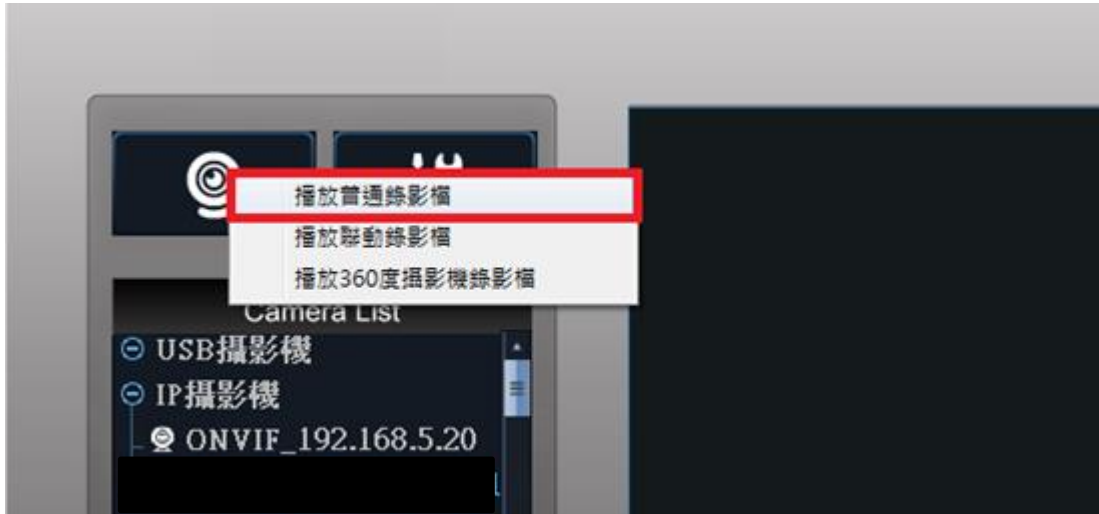 播放普通錄影檔
播放聯動錄影檔
播放360度攝影機錄影檔
Camera List
USB攝影機
IP攝影機
ONVIF_192.168.5.20